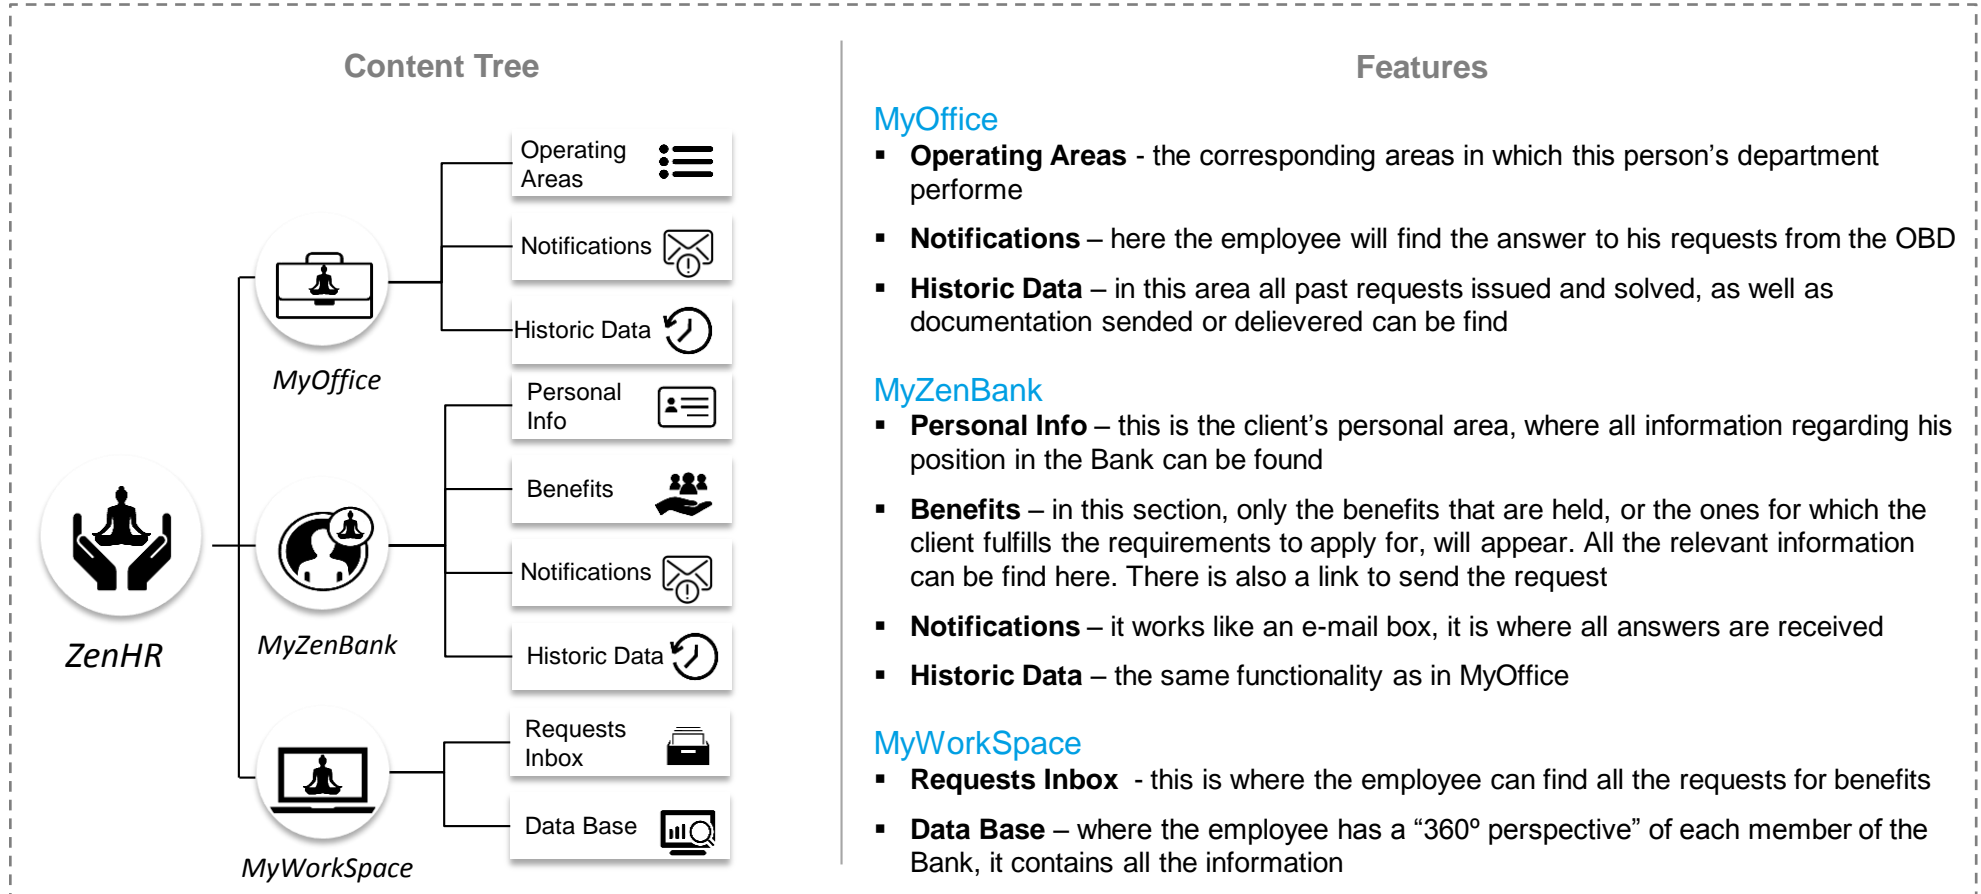 Content Tree
Operating
Areas
Notifications
Historic Data
MyOffice
Personal
Info
Benefits
Notifications
Historic Data
MyZenBank
ZenHR
Requests
Inbox
Data Base
MyWorkSpace
Features
MyOffice
▪ Operating Areas - the corresponding areas in which this person’s department
performe
▪ Notifications – here the employee will find the answer to his requests from the OBD
▪ Historic Data – in this area all past requests issued and solved, as well as
documentation sended or delievered can be find
MyZenBank
▪ Personal Info – this is the client’s personal area, where all information regarding his
position in the Bank can be found
▪ Benefits – in this section, only the benefits that are held, or the ones for which the
client fulfills the requirements to apply for, will appear. All the relevant information
can be find here. There is also a link to send the request
▪ Notifications – it works like an e-mail box, it is where all answers are received
▪ Historic Data – the same functionality as in MyOffice
MyWorkSpace
▪ Requests Inbox - this is where the employee can find all the requests for benefits
▪ Data Base – where the employee has a “360º perspective” of each member of the
Bank, it contains all the information